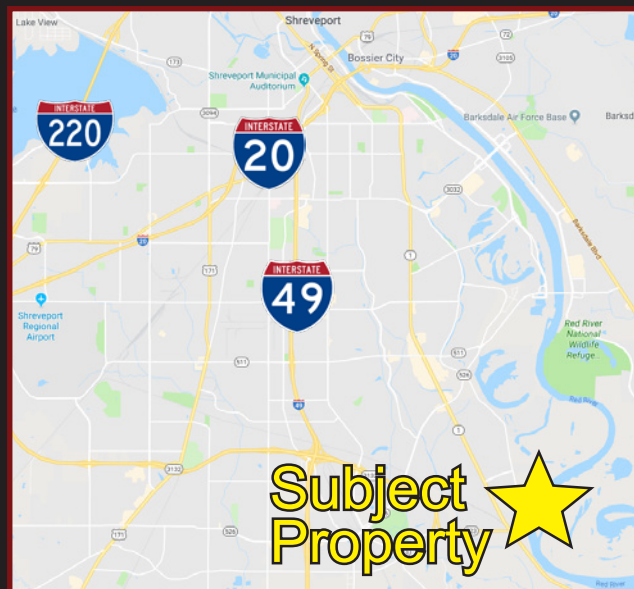 Lake View
Shreveport
79
20
72
3105
N Spring St
Bossier City
173
Shreveport Municipal
Auditorium
3094
Barksdale Air Force Base
Barksd
INTERSTATE
220
INTERSTATE
20
3032
Barksdale Blvd
79
20
171
1
INTERSTATE
49
Shreveport
Regional
Airport
Red River
National
Wildlife
Refuge...
511
511
526
Red River
49
1
3132
Subject
Property
171
526
Red River